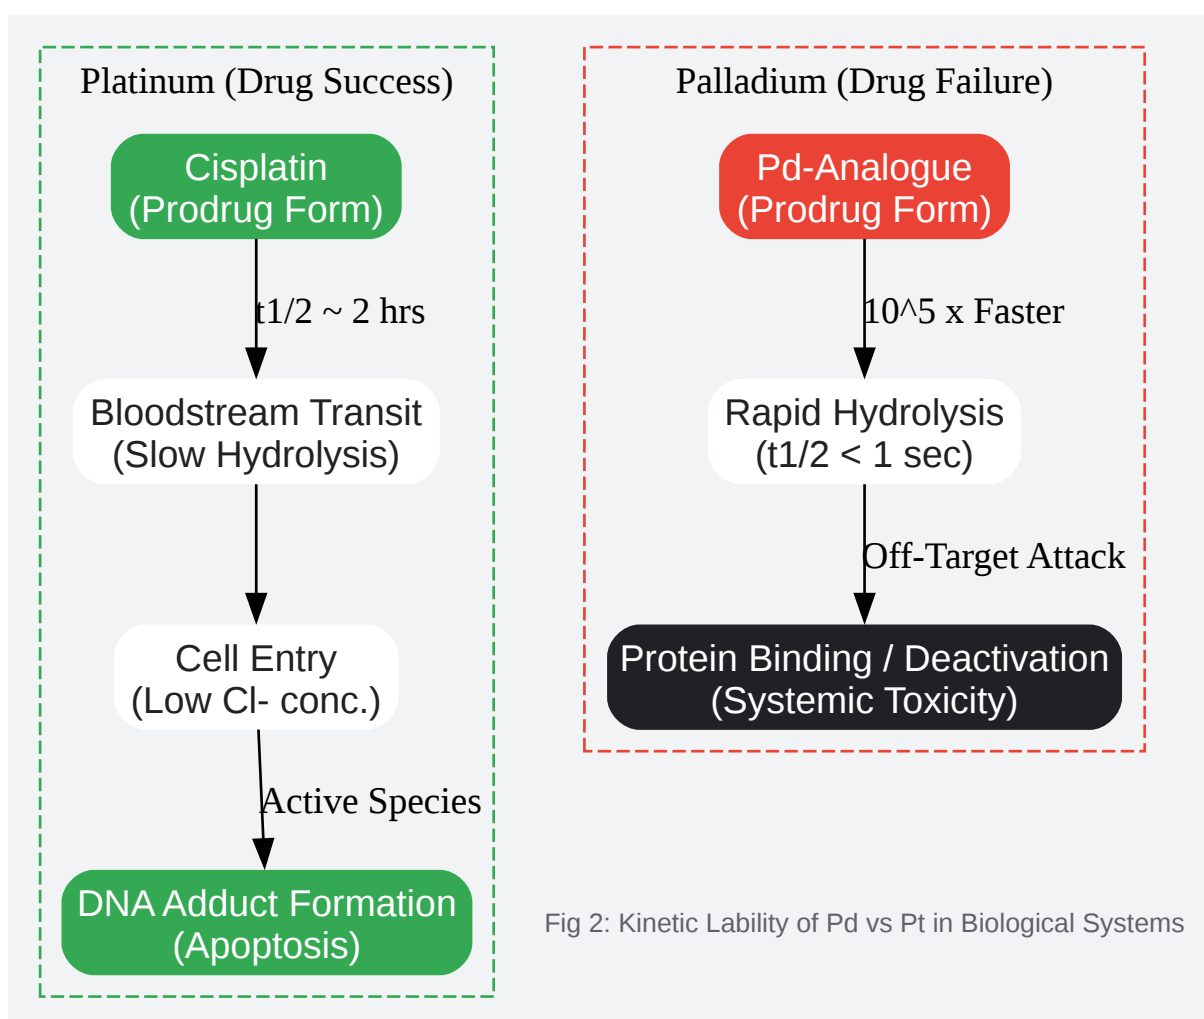 Platinum (Drug Success)
Cisplatin
(Prodrug Form)
t1/2 ~ 2 hrs
Bloodstream Transit
(Slow Hydrolysis)
Cell Entry
(Low Cl- conc.)
Active Species
DNA Adduct Formation
(Apoptosis)
Palladium (Drug Failure)
Pd-Analogue
(Prodrug Form)
10^5 x Faster
Rapid Hydrolysis
(t1/2 < 1 sec)
Off-Target Attack
Protein Binding / Deactivation
(Systemic Toxicity)
Fig 2: Kinetic Lability of Pd vs Pt in Biological Systems